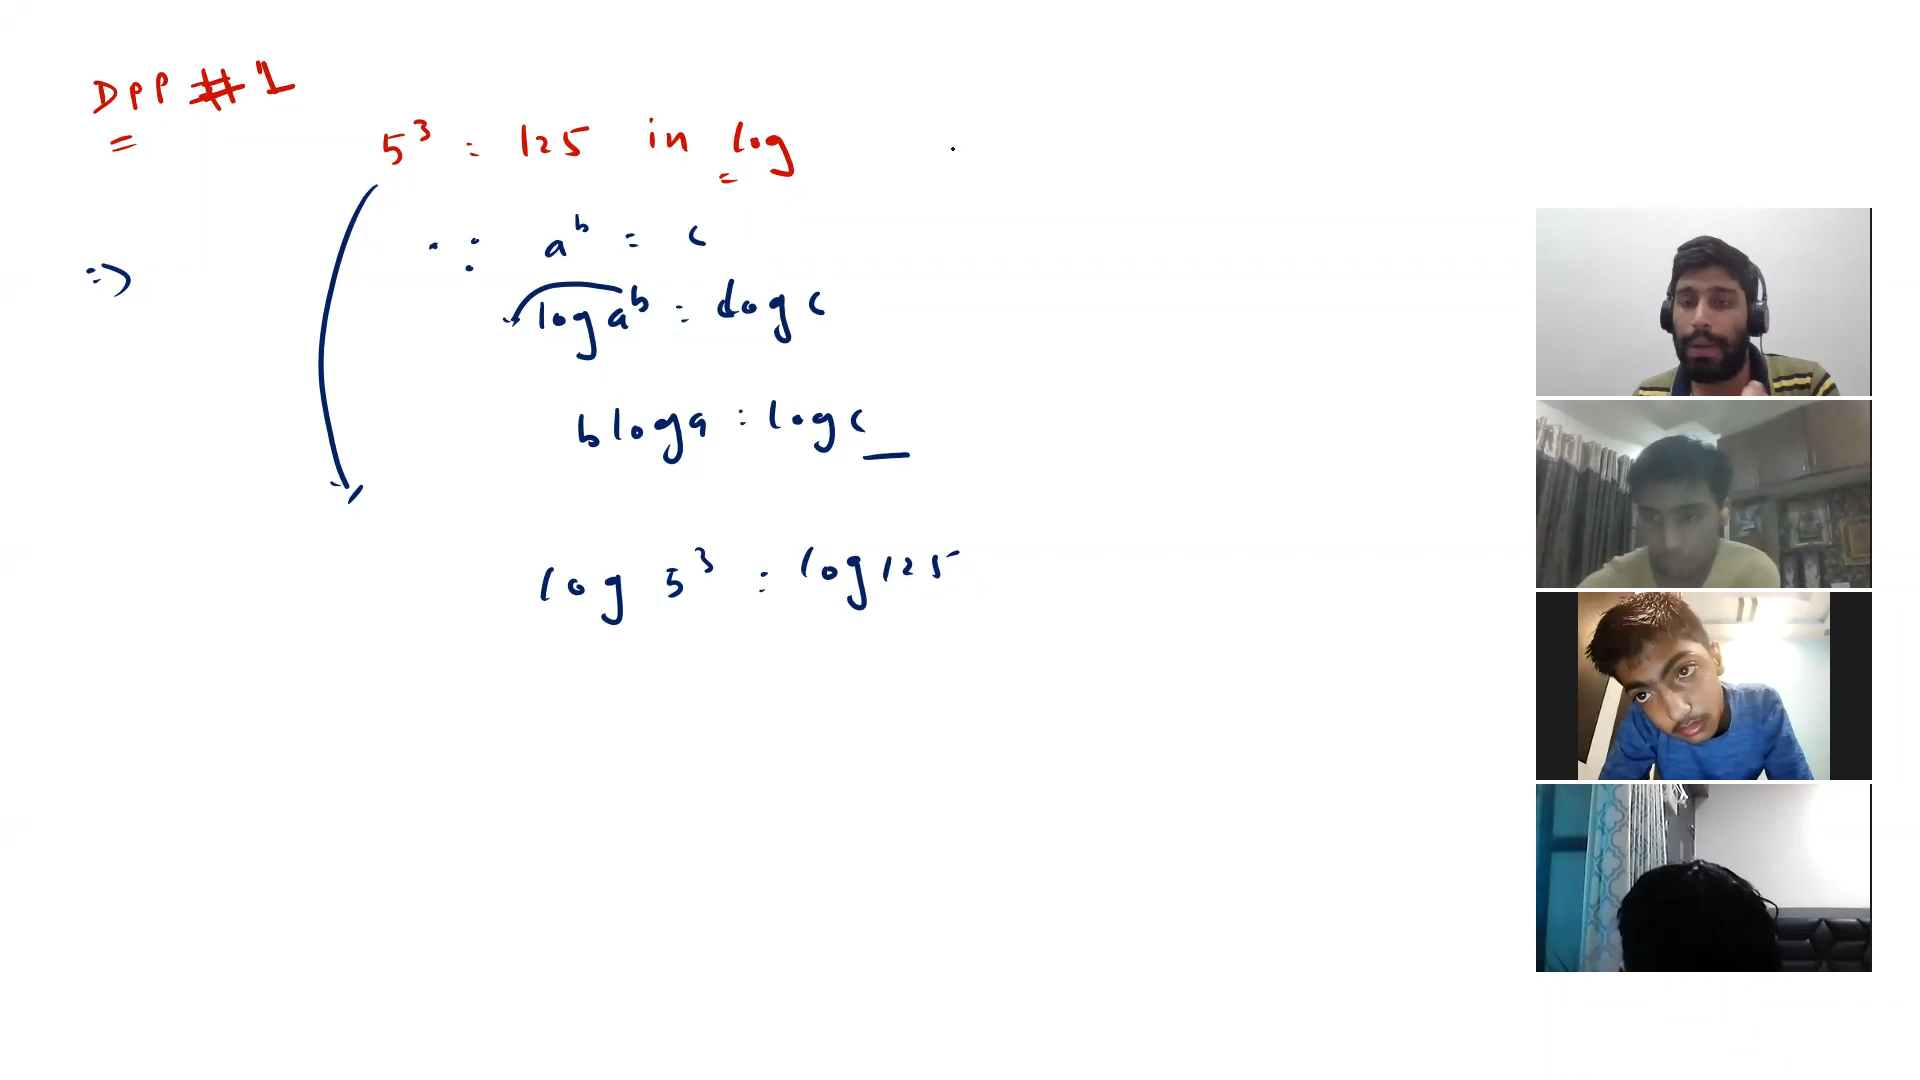 DPP #1
5³ = 125 in log
∵ aᵇ = c
⇒
log aᵇ = log c
b log a = log c
log 5³ = log 125